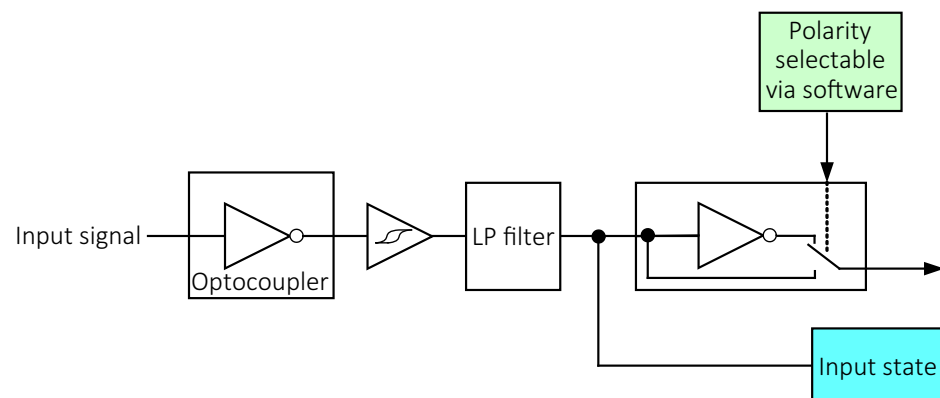 Polarity
selectable
via software
Input signal
Optocoupler
LP filter
Input state